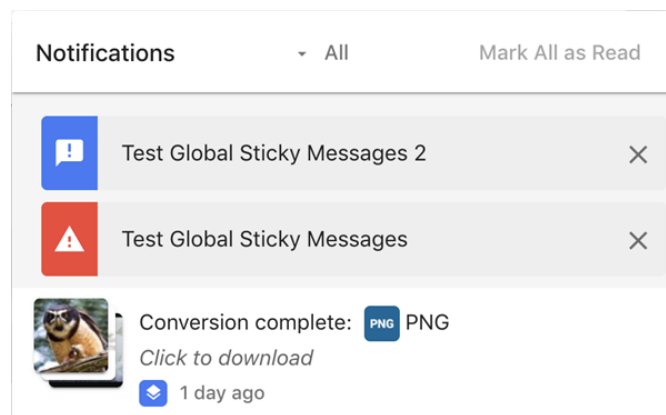 Notifications All Mark All as Read
Test Global Sticky Messages 2
Test Global Sticky Messages
Conversion complete: PNG PNG
Click to download
1 day ago